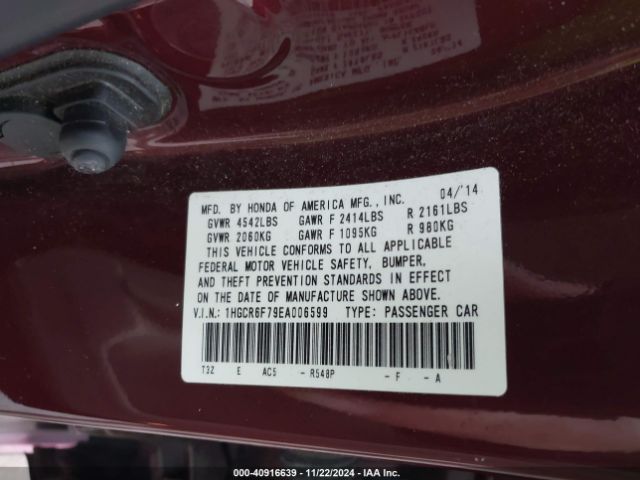 MFD. BY HONDA OF AMERICA MFG., INC. 04/'14
GVWR 4542LBS GAWR F 2414LBS R 2161LBS
GVWR 2060KG GAWR F 1095KG R 980KG
THIS VEHICLE CONFORMS TO ALL APPLICABLE
FEDERAL MOTOR VEHICLE SAFETY, BUMPER,
AND THEFT PREVENTION STANDARDS IN EFFECT
ON THE DATE OF MANUFACTURE SHOWN ABOVE.
V.I.N.: 1HGCR6F79EA006599 TYPE: PASSENGER CAR
T3Z E AC5 - R548P - F - A
000-40916639 - 11/22/2024 - IAA Inc.